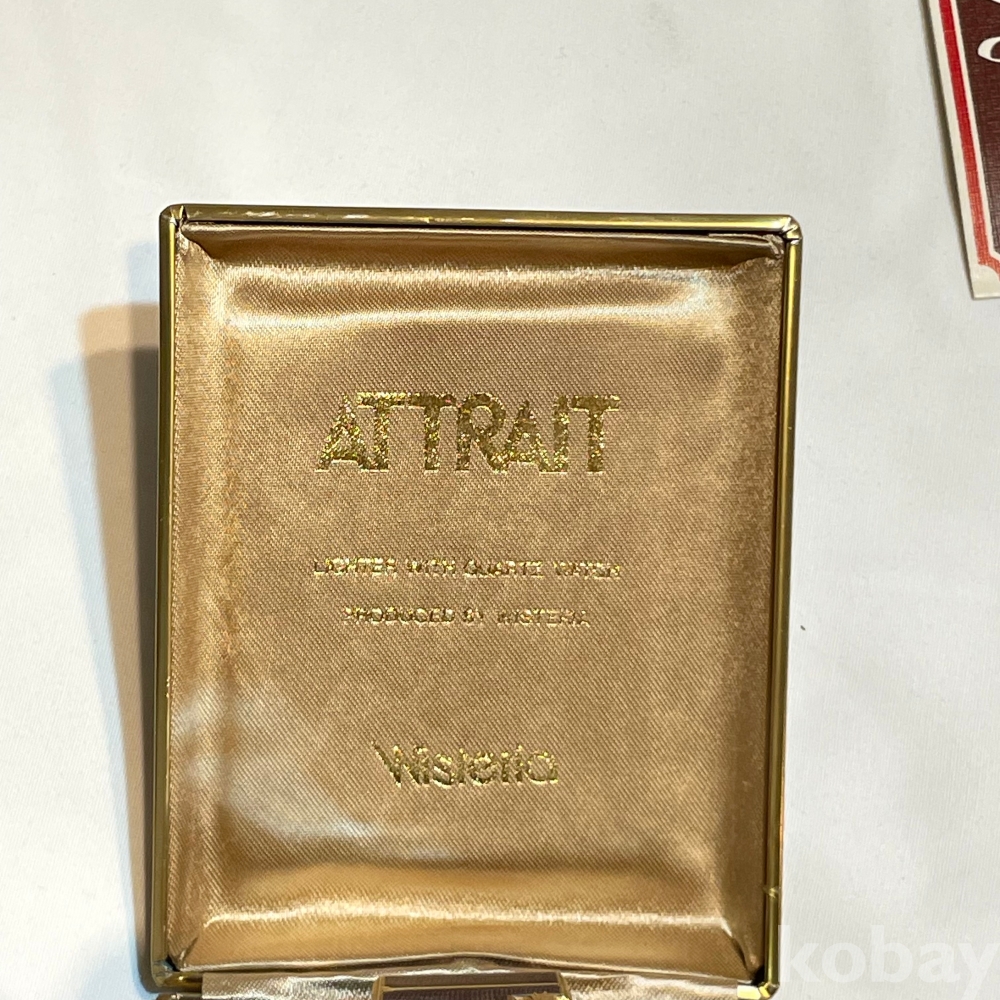 ATTRAIT
LIGHTER WITH QUARTZ WATCH
PRODUCED BY WISTERIA
Wisteria
kobay